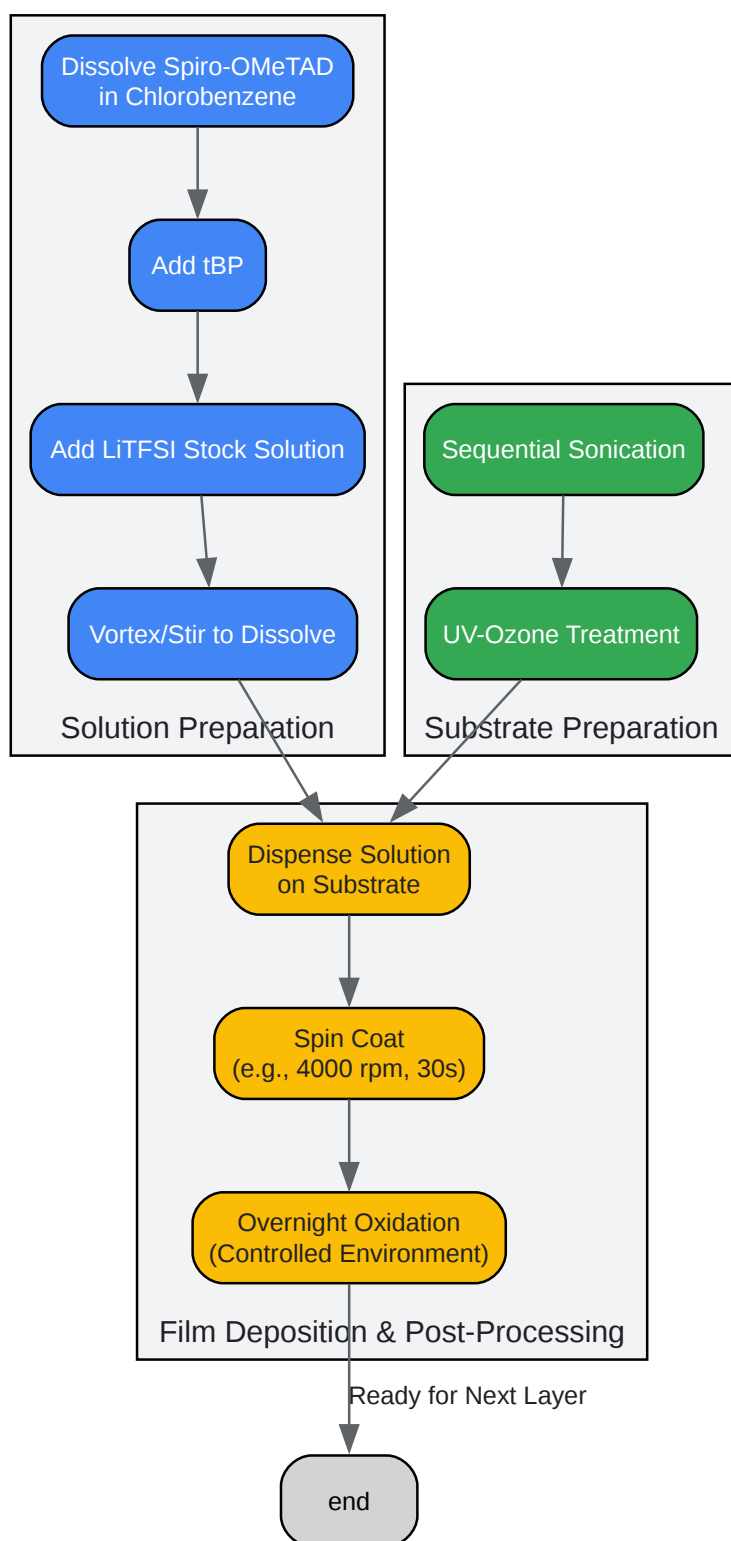 Dissolve Spiro-OMeTAD
in Chlorobenzene
Add tBP
Add LiTFSI Stock Solution
Vortex/Stir to Dissolve
Solution Preparation
Sequential Sonication
UV-Ozone Treatment
Substrate Preparation
Dispense Solution
on Substrate
Spin Coat
(e.g., 4000 rpm, 30s)
Overnight Oxidation
(Controlled Environment)
Film Deposition & Post-Processing
Ready for Next Layer
end